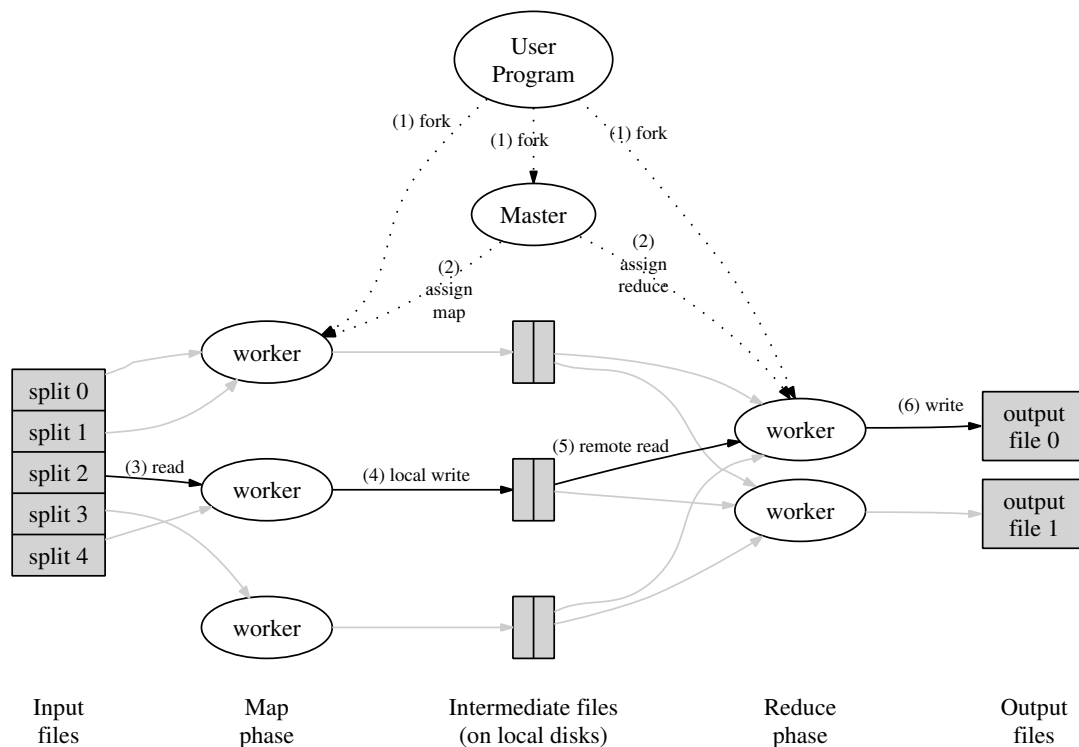 User
Program
(1) fork
(1) fork
(1) fork
Master
(2)
assign
map
(2)
assign
reduce
worker
split 0
split 1
split 2
split 3
split 4
(3) read
worker
(4) local write
(5) remote read
worker
(6) write
output
file 0
worker
output
file 1
worker
Input
files
Map
phase
Intermediate files
(on local disks)
Reduce
phase
Output
files